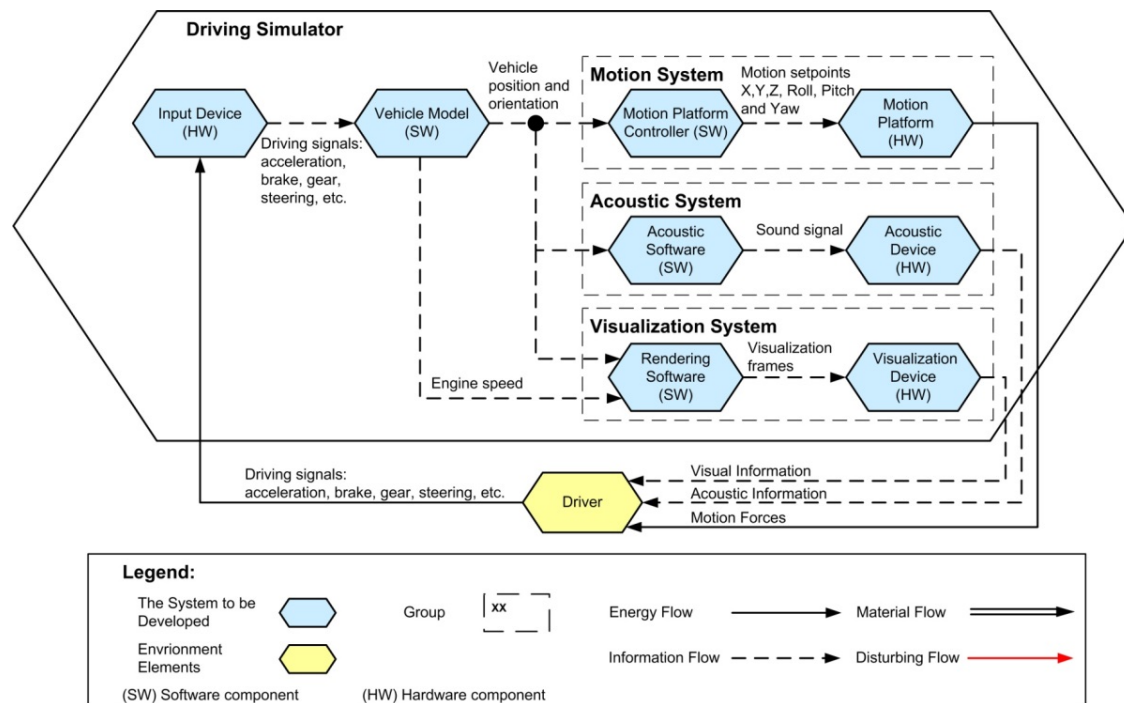 Driving Simulator
Input Device
(HW)
Driving signals:
acceleration,
brake, gear,
steering, etc.
Vehicle Model
(SW)
Vehicle
position and
orientation
Motion System
Motion Platform
Controller (SW)
Motion setpoints
X,Y,Z, Roll, Pitch
and Yaw
Motion
Platform
(HW)
Acoustic System
Acoustic
Software
(SW)
Sound signal
Acoustic
Device
(HW)
Visualization System
Engine speed
Rendering
Software
(SW)
Visualization
frames
Visualization
Device
(HW)
Driving signals:
acceleration, brake, gear, steering, etc.
Driver
Visual Information
Acoustic Information
Motion Forces
Legend:
The System to be
Developed
Group
xx
Energy Flow
Material Flow
Envrionment
Elements
Information Flow
Disturbing Flow
(SW) Software component
(HW) Hardware component